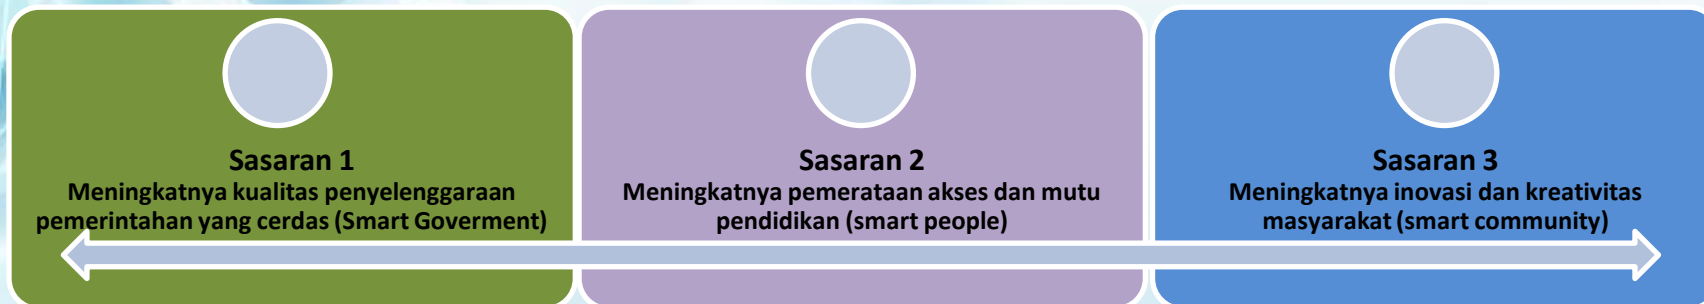 Sasaran 1
Meningkatnya kualitas penyelenggaraan
pemerintahan yang cerdas (Smart Goverment)
Sasaran 2
Meningkatnya pemerataan akses dan mutu
pendidikan (smart people)
Sasaran 3
Meningkatnya inovasi dan kreativitas
masyarakat (smart community)